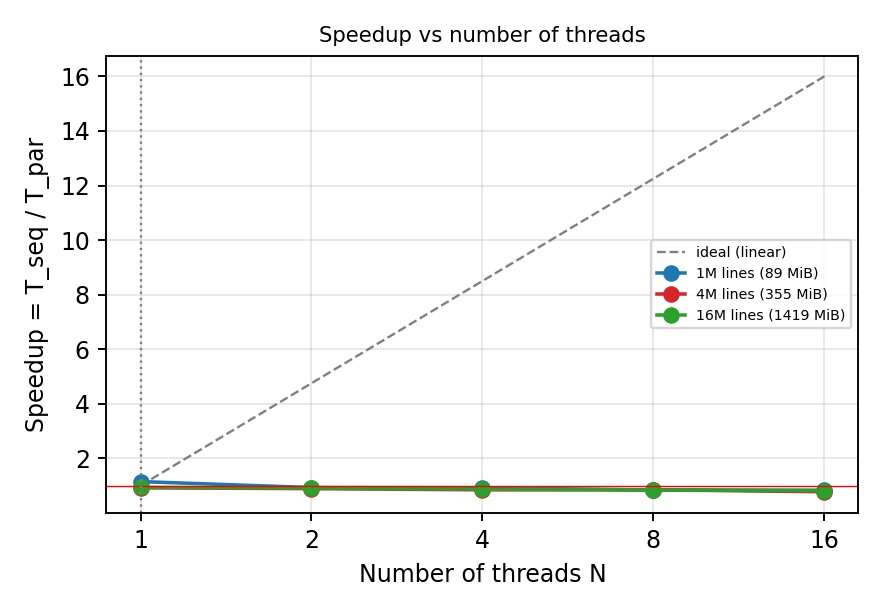 Speedup vs number of threads
Speedup = T_seq / T_par
16
14
12
10
8
6
4
2
ideal (linear)
1M lines (89 MiB)
4M lines (355 MiB)
16M lines (1419 MiB)
1 2 4 8 16
Number of threads N